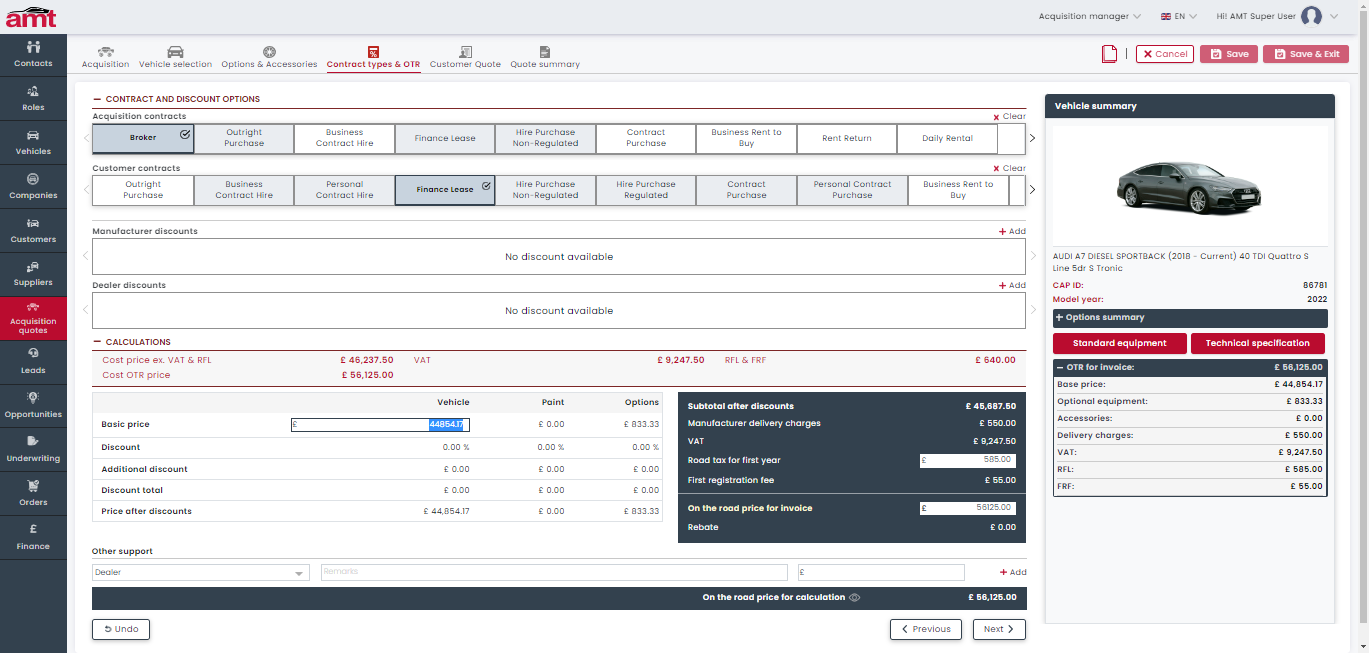 amt
Acquisition manager
EN
Hi! AMT Super User
Contacts
Roles
Vehicles
Companies
Customers
Suppliers
Acquisition
quotes
Leads
Opportunities
Underwriting
Orders
£
Finance
Acquisition
Vehicle selection
Options & Accessories
Contract types & OTR
Customer Quote
Quote summary
Cancel
Save
Save & Exit
CONTRACT AND DISCOUNT OPTIONS
Acquisition contracts
Clear
Broker
Outright
Purchase
Business
Contract Hire
Finance Lease
Hire Purchase
Non-Regulated
Contract
Purchase
Business Rent to
Buy
Rent Return
Daily Rental
Customer contracts
Clear
Outright
Purchase
Business
Contract Hire
Personal
Contract Hire
Finance Lease
Hire Purchase
Non-Regulated
Hire Purchase
Regulated
Contract
Purchase
Personal Contract
Purchase
Business Rent to
Buy
Manufacturer discounts
+ Add
No discount available
Dealer discounts
+ Add
No discount available
CALCULATIONS
Cost price ex. VAT & RFL £ 46,237.50 VAT £ 9,247.50 RFL & FRF £ 640.00
Cost OTR price £ 56,125.00
Vehicle Paint Options
Basic price £ 44854.17 £ 0.00 £ 833.33
Discount 0.00 % 0.00 % 0.00 %
Additional discount £ 0.00 £ 0.00 £ 0.00
Discount total £ 0.00 £ 0.00 £ 0.00
Price after discounts £ 44,854.17 £ 0.00 £ 833.33
Subtotal after discounts £ 45,687.50
Manufacturer delivery charges £ 550.00
VAT £ 9,247.50
Road tax for first year £ 585.00
First registration fee £ 55.00
On the road price for invoice £ 56125.00
Rebate £ 0.00
Other support
Dealer
Remarks
£
+ Add
On the road price for calculation £ 56,125.00
Undo
Previous
Next
Vehicle summary
AUDI A7 DIESEL SPORTBACK (2018 - Current) 40 TDI Quattro S
Line 5dr S Tronic
CAP ID: 86781
Model year: 2022
+ Options summary
Standard equipment
Technical specification
OTR for invoice: £ 56,125.00
Base price: £ 44,854.17
Optional equipment: £ 833.33
Accessories: £ 0.00
Delivery charges: £ 550.00
VAT: £ 9,247.50
RFL: £ 585.00
FRF: £ 55.00